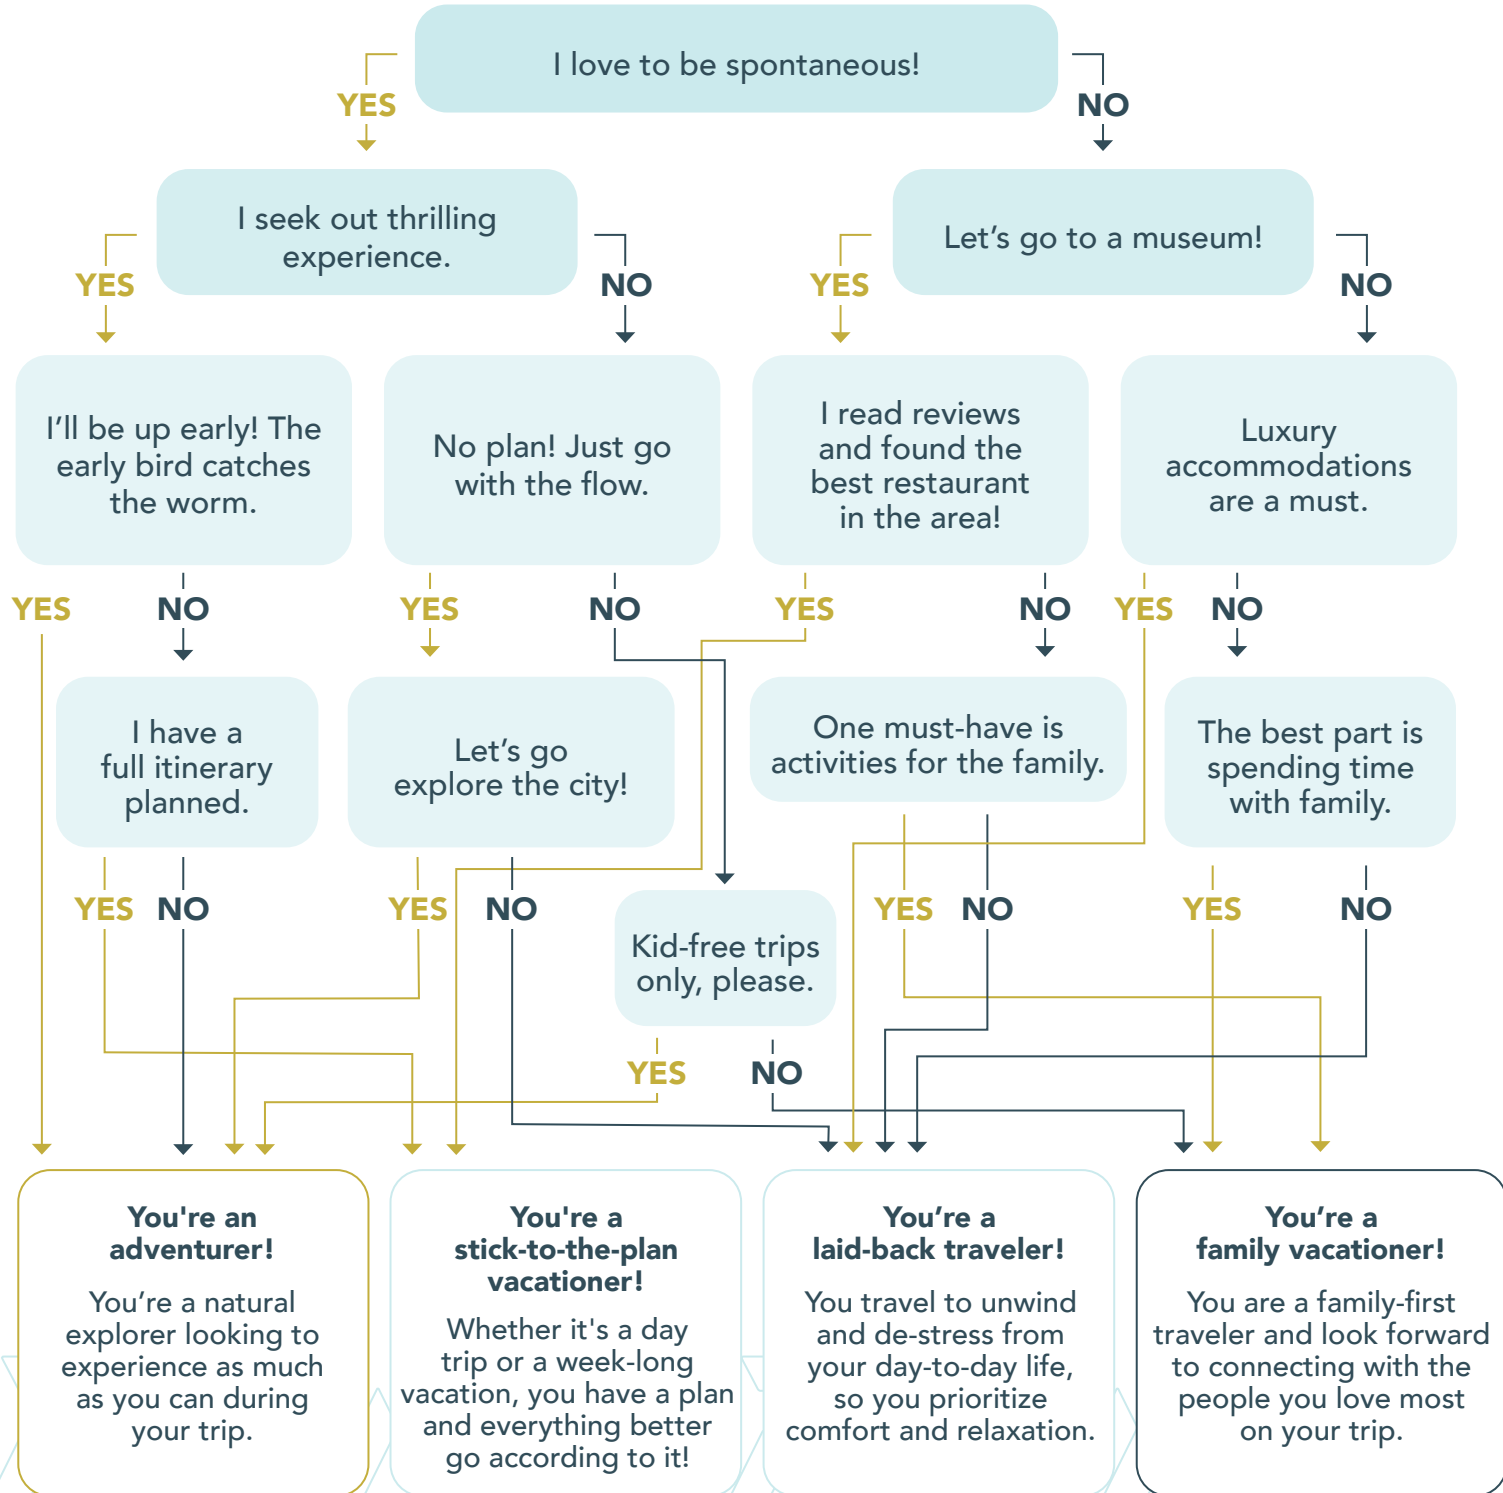 I love to be spontaneous!
YES
NO
I seek out thrilling
experience.
Let's go to a museum!
YES
NO
YES
NO
I'll be up early! The
early bird catches
the worm.
No plan! Just go
with the flow.
I read reviews
and found the
best restaurant
in the area!
Luxury
accommodations
are a must.
YES
NO
YES
NO
YES
NO
YES
NO
I have a
full itinerary
planned.
Let's go
explore the city!
One must-have is
activities for the family.
The best part is
spending time
with family.
YES
NO
YES
NO
YES
NO
YES
NO
Kid-free trips
only, please.
YES
NO
You're an
adventurer!
You’re a natural
explorer looking to
experience as much
as you can during
your trip.
You're a
stick-to-the-plan
vacationer!
Whether it's a day
trip or a week-long
vacation, you have a plan
and everything better
go according to it!
You’re a
laid-back traveler!
You travel to unwind
and de-stress from
your day-to-day life,
so you prioritize
comfort and relaxation.
You’re a
family vacationer!
You are a family-first
traveler and look forward
to connecting with the
people you love most
on your trip.